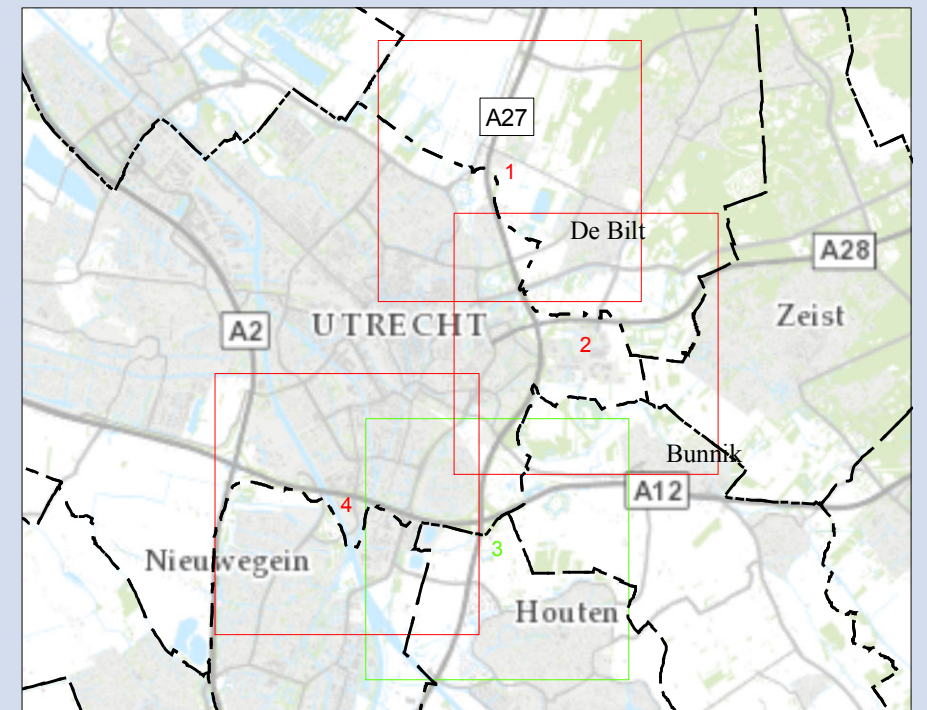 A27
1
De Bilt
A28
UTRECHT
Zeist
A2
2
Bunnik
A12
4
3
Nieuwegein
Houten